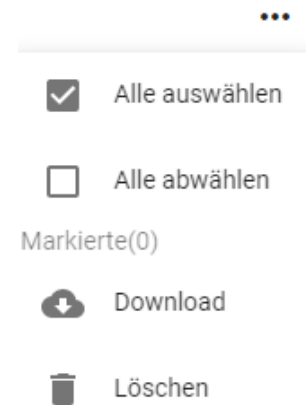 Alle auswählen
Alle abwählen
Markierte(0)
Download
Löschen